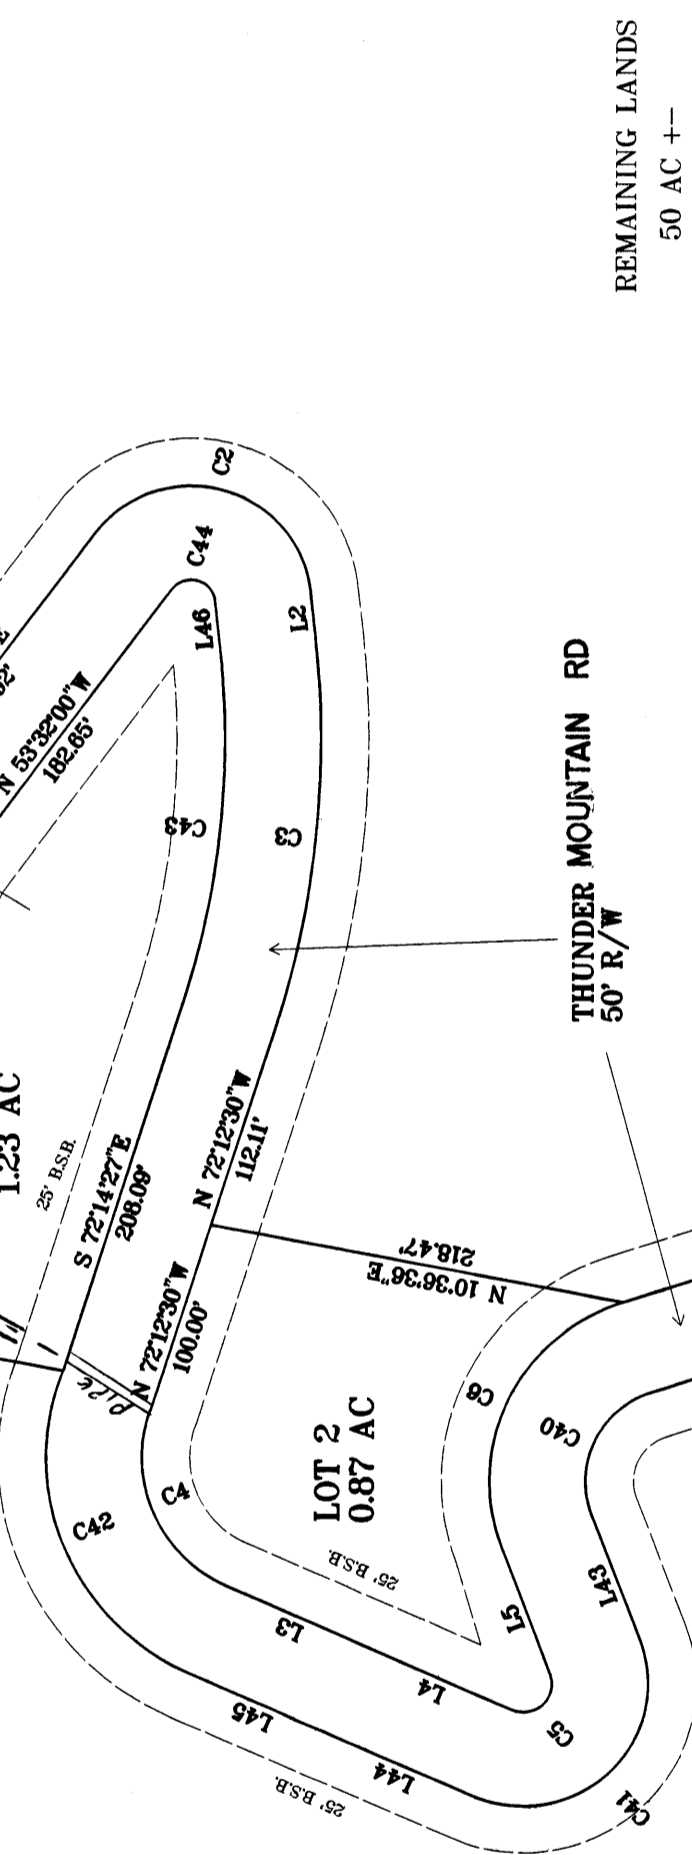 REMAINING LANDS
50 AC +-
C2
C44
L46
L2
N 53°32'00"W
182.65'
C43
C3
THUNDER MOUNTAIN RD
50' R/W
1.23 AC
25' B.S.B.
S 72°14'27"E
208.09'
N 72°12'30"W
112.11'
N 72°12'30"W
100.00'
N 10°36'36"E
218.47'
Pipe
C6
C40
LOT 2
0.87 AC
C4
C42
25' B.S.B.
L3
L5
L43
L4
L45
L44
C5
C41
25' B.S.B.